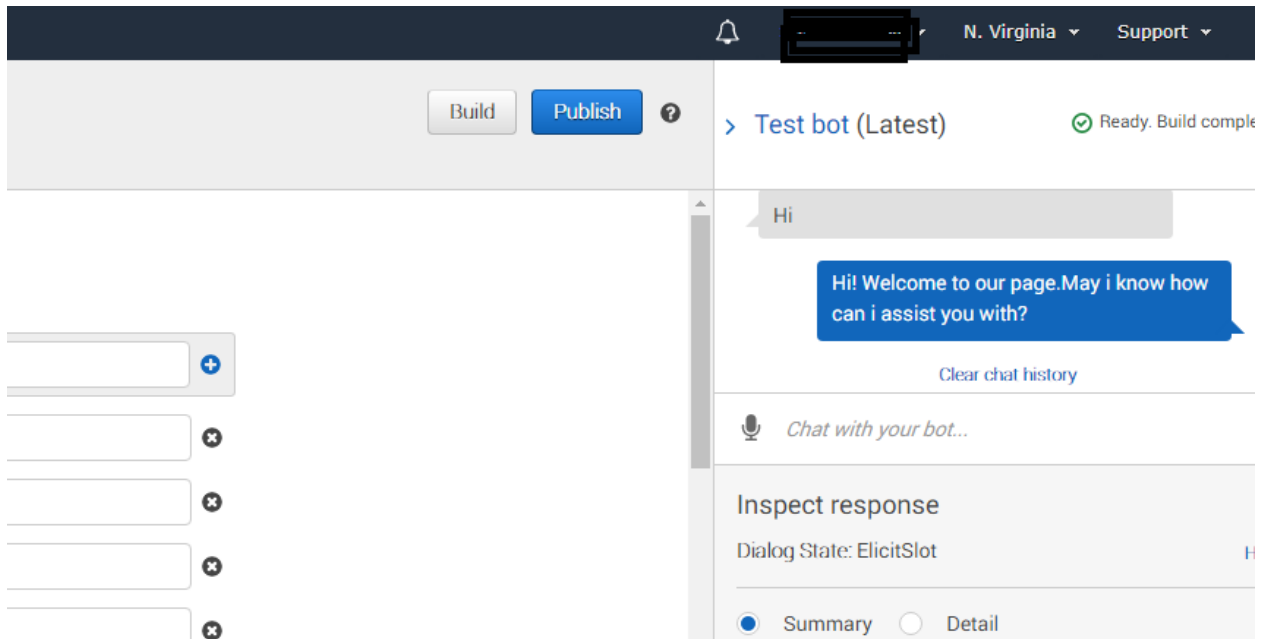 N. Virginia Support
Build Publish
Test bot (Latest) Ready. Build comple
Hi
Hi! Welcome to our page.May i know how
can i assist you with?
Clear chat history
Chat with your bot...
Inspect response
Dialog State: ElicitSlot H
Summary Detail